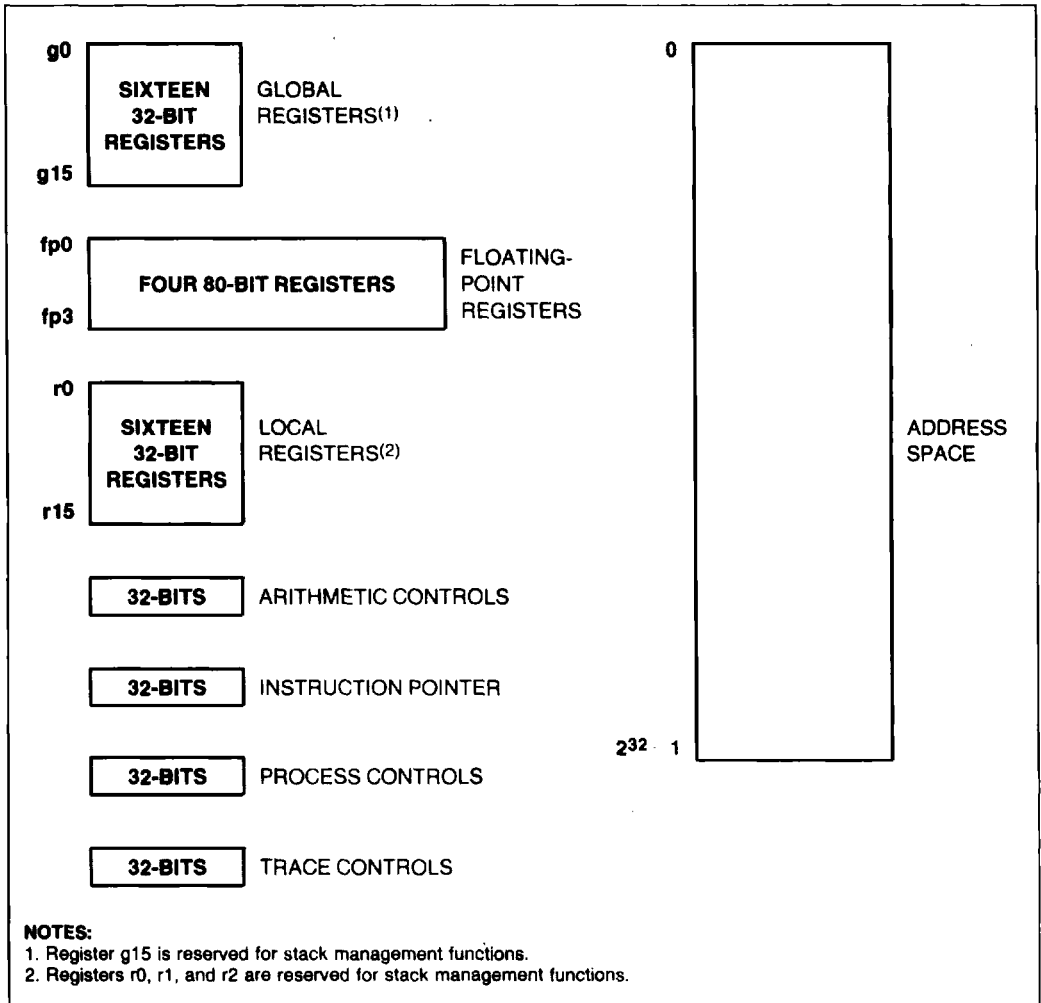 g0
SIXTEEN
32-BIT
REGISTERS
g15
GLOBAL
REGISTERS(1)
fp0
FOUR 80-BIT REGISTERS
fp3
FLOATING-
POINT
REGISTERS
r0
SIXTEEN
32-BIT
REGISTERS
r15
LOCAL
REGISTERS(2)
32-BITS ARITHMETIC CONTROLS
32-BITS INSTRUCTION POINTER
32-BITS PROCESS CONTROLS
32-BITS TRACE CONTROLS
0
ADDRESS
SPACE
2³² - 1
NOTES:
1. Register g15 is reserved for stack management functions.
2. Registers r0, r1, and r2 are reserved for stack management functions.